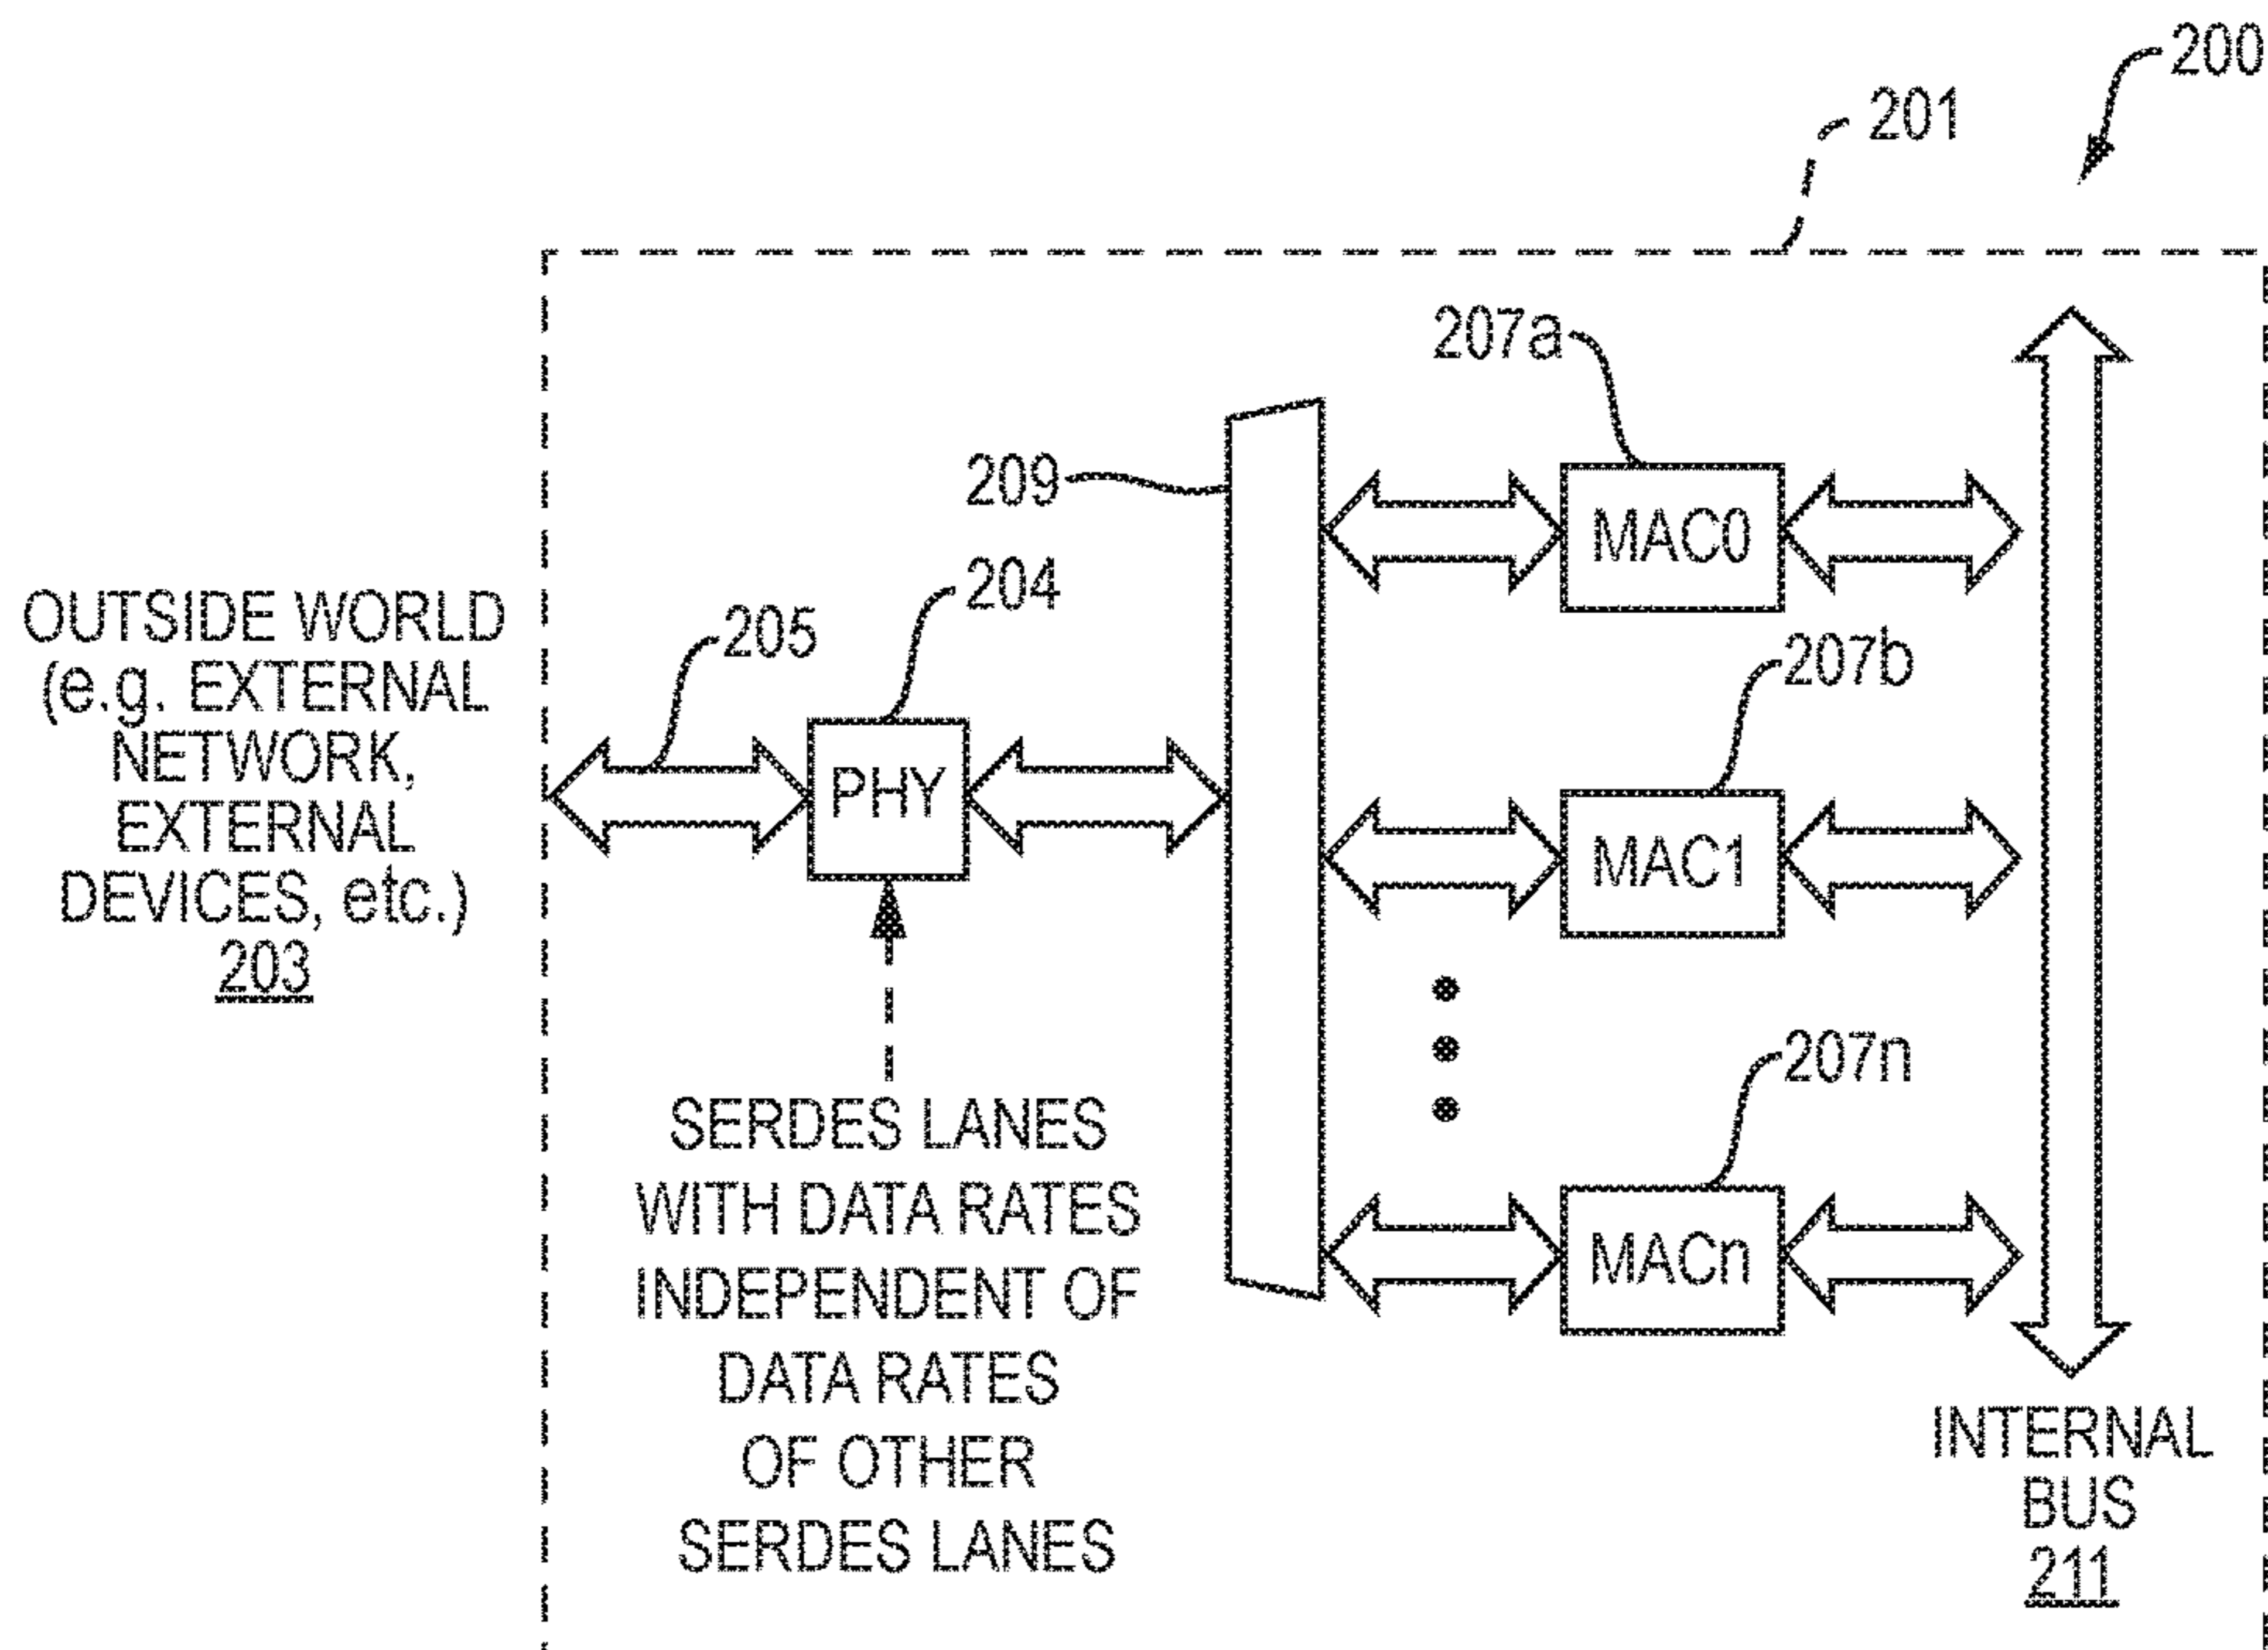 200
201
207a
209
MAC0
204
205
OUTSIDE WORLD
(e.g. EXTERNAL
NETWORK,
EXTERNAL
DEVICES, etc.)
203
207b
PHY
MAC1
207n
SERDES LANES
WITH DATA RATES
INDEPENDENT OF
DATA RATES
OF OTHER
SERDES LANES
MACn
INTERNAL
BUS
211